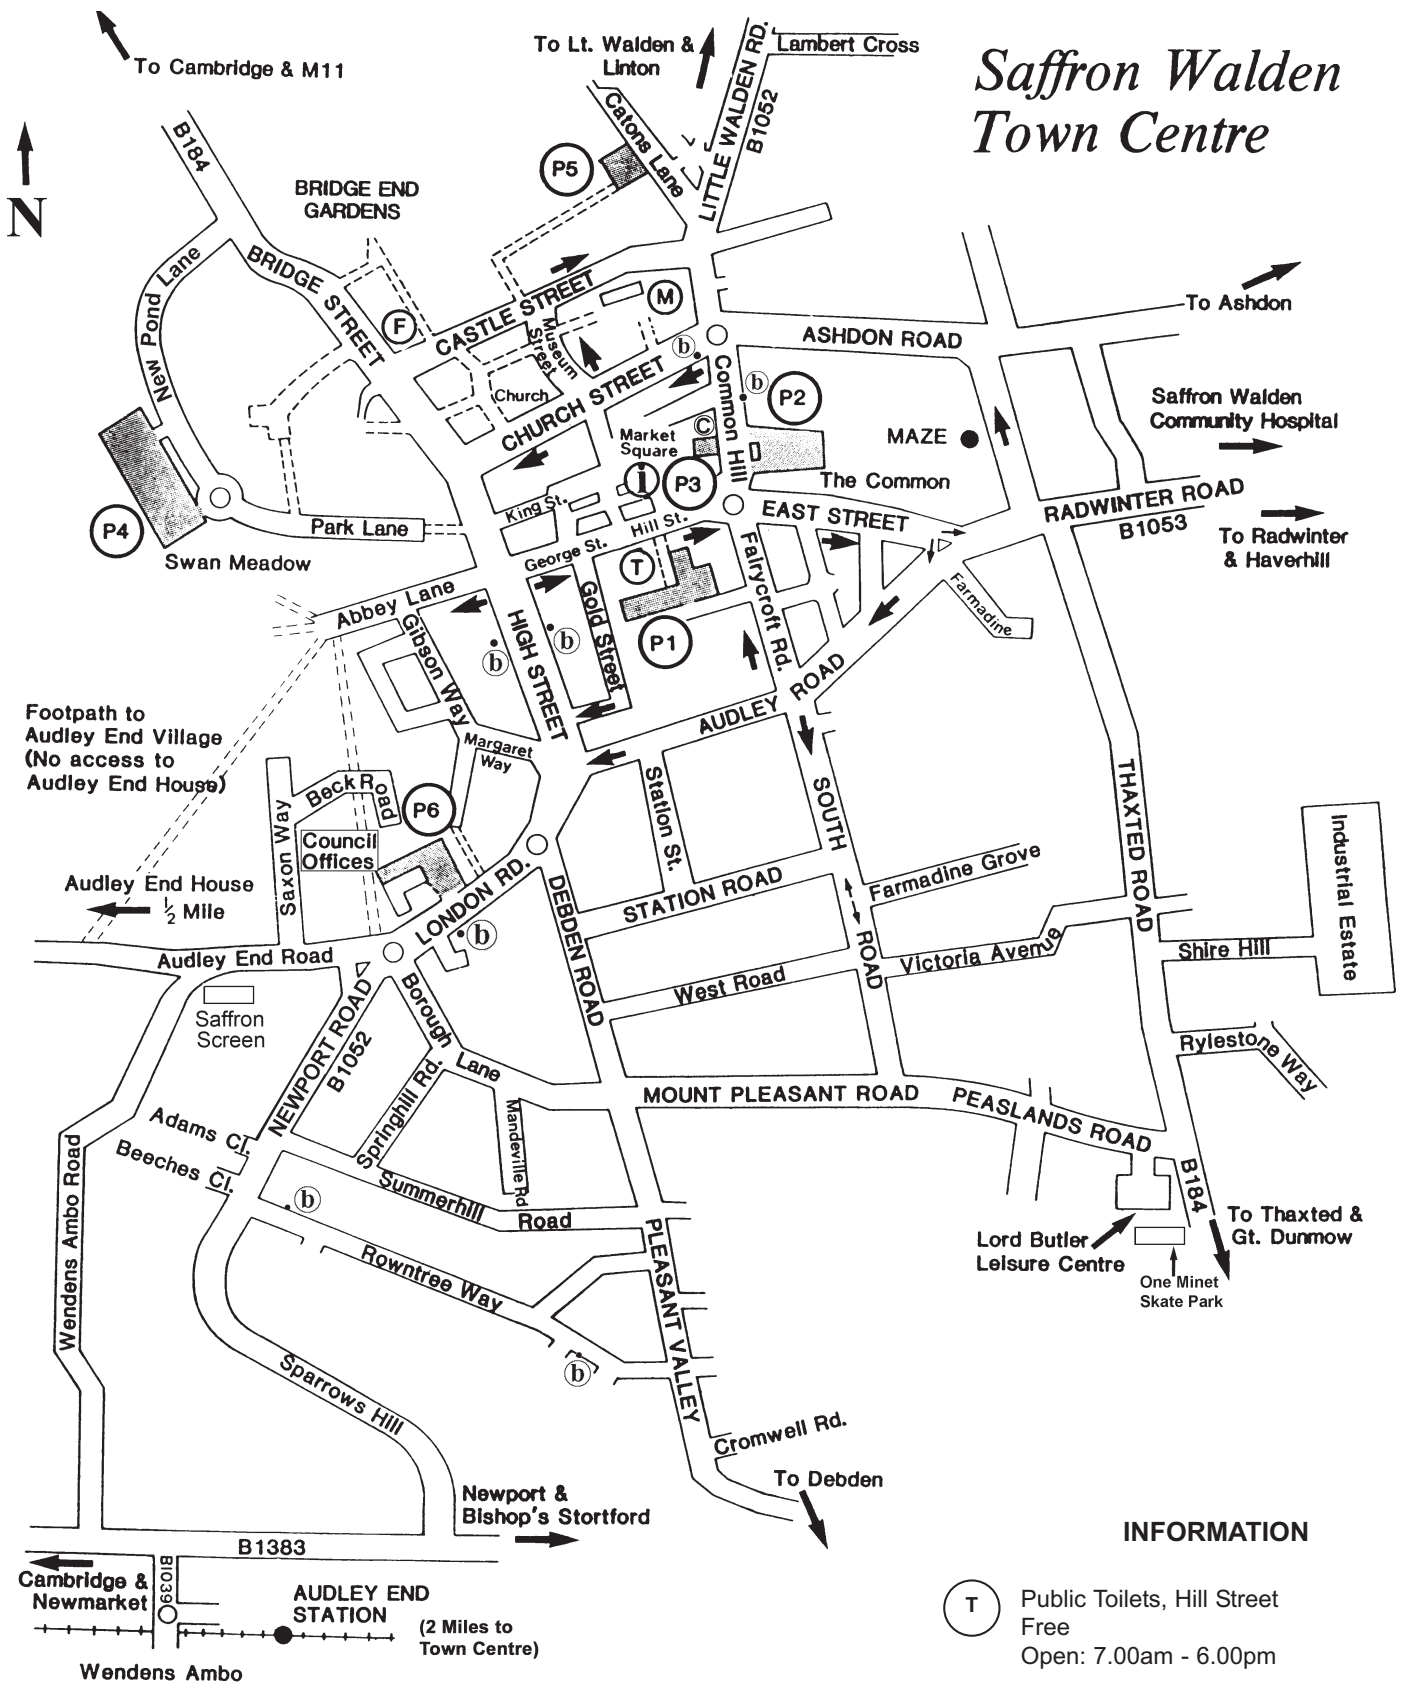 Saffron Walden
Town Centre
To Cambridge & M11
To Lt. Walden &
Linton
LITTLE WALDEN RD.
B1052
Lambert Cross
Catons Lane
P5
B184
N
BRIDGE END
GARDENS
New Pond Lane
BRIDGE STREET
F
CASTLE STREET
M
Museum
Street
Church
CHURCH STREET
b
ASHDON ROAD
To Ashdon
Common Hill
b
P2
C
Market
Square
i
P3
MAZE
The Common
Saffron Walden
Community Hospital
RADWINTER ROAD
B1053
To Radwinter
& Haverhill
P4
Swan Meadow
Park Lane
King St.
Hill St.
George St.
EAST STREET
T
P1
Fairycroft Rd.
Farmadine
Abbey Lane
Gibson Way
HIGH STREET
b
b
Gold Street
AUDLEY ROAD
Footpath to
Audley End Village
(No access to
Audley End House)
Margaret
Way
Beck Road
P6
Saxon Way
Council
Offices
Station St.
SOUTH ROAD
THAXTED ROAD
Industrial Estate
Audley End House
½ Mile
LONDON RD.
b
DEBDEN ROAD
STATION ROAD
Farmadine Grove
Victoria Avenue
Shire Hill
Audley End Road
West Road
Saffron
Screen
NEWPORT ROAD
B1052
Borough Lane
Rylestone Way
MOUNT PLEASANT ROAD
PEASLANDS ROAD
Springhill Rd.
Mandeville Rd
Adams Cl.
Beeches Cl.
Wendens Ambo Road
b
Summerhill Road
B184
Lord Butler
Leisure Centre
To Thaxted &
Gt. Dunmow
One Minet
Skate Park
Rowntree Way
PLEASANT VALLEY
b
Sparrows Hill
Cromwell Rd.
To Debden
Newport &
Bishop's Stortford
B1383
Cambridge &
Newmarket
B1039
AUDLEY END
STATION
(2 Miles to
Town Centre)
Wendens Ambo
INFORMATION
T
Public Toilets, Hill Street
Free
Open: 7.00am - 6.00pm